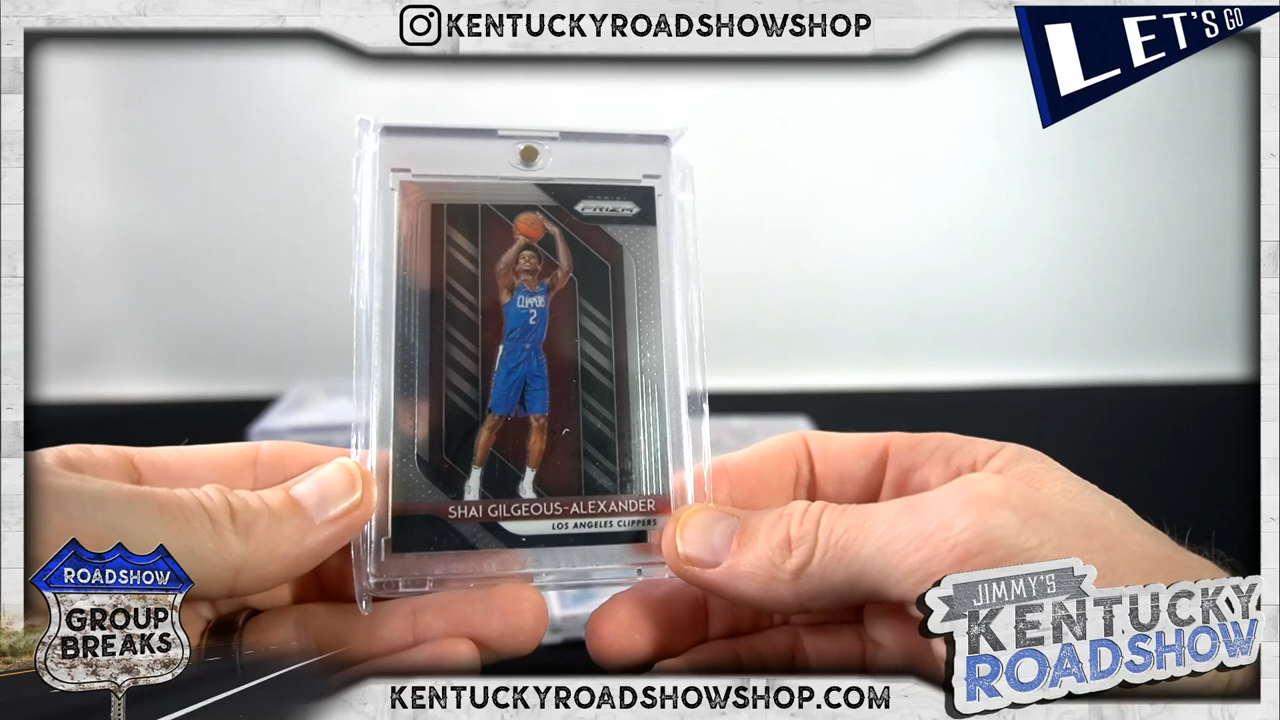 KENTUCKYROADSHOWSHOP
LET'S GO
PANINI
PRIZM
CLIPPERS
2
SHAI GILGEOUS-ALEXANDER
LOS ANGELES CLIPPERS
ROADSHOW
GROUP
BREAKS
JIMMY'S
KENTUCKY
ROADSHOW
KENTUCKYROADSHOWSHOP.COM